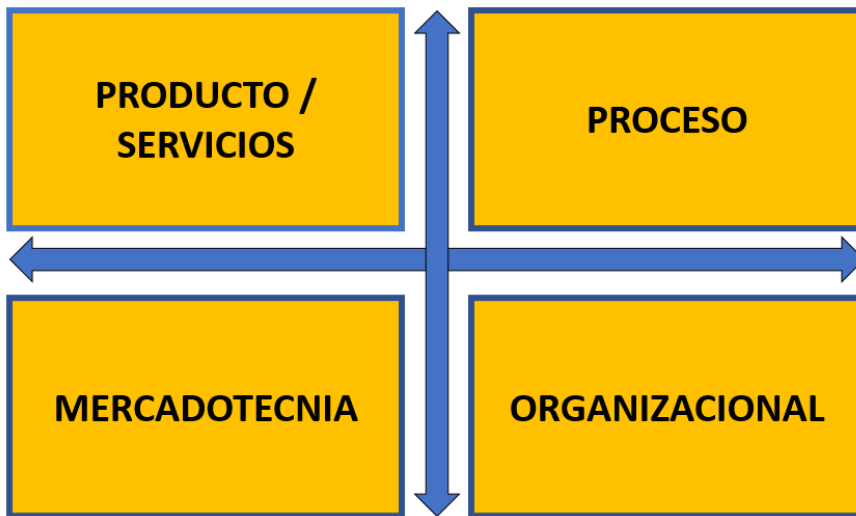 PRODUCTO /
SERVICIOS
PROCESO
MERCADOTECNIA
ORGANIZACIONAL